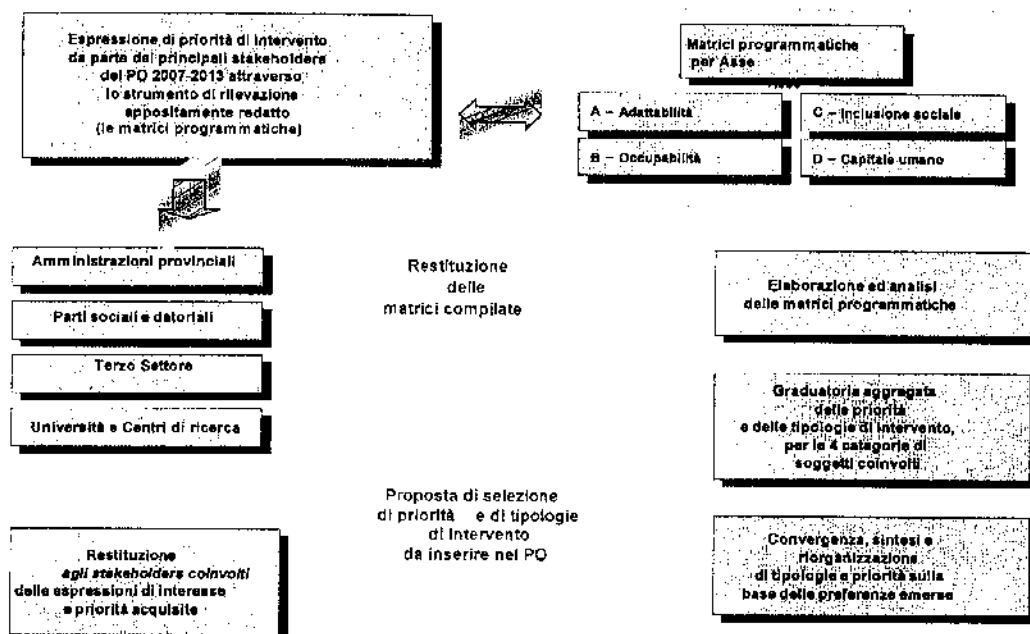 Espressione di priorità di intervento
da parte dei principali stakeholders
del PO 2007-2013 attraverso
lo strumento di rilevazione
appositamente redatto
(le matrici programmatiche)
Matrici programmatiche
per Asse
A – Adattabilità
C – Inclusione sociale
B – Occupabilità
D – Capitale umano
Amministrazioni provinciali
Parti sociali e datoriali
Terzo Settore
Università e Centri di ricerca
Restituzione
delle
matrici compilate
Elaborazione ed analisi
delle matrici programmatiche
Graduatoria aggregata
delle priorità
e delle tipologie di intervento,
per le 4 categorie di
soggetti coinvolti
Proposta di selezione
di priorità e di tipologie
di intervento
da inserire nel PO
Restituzione
agli stakeholders coinvolti
delle espressioni di interesse
e priorità acquisite
Convergenza, sintesi e
riorganizzazione
di tipologie e priorità sulla
base delle preferenze emerse